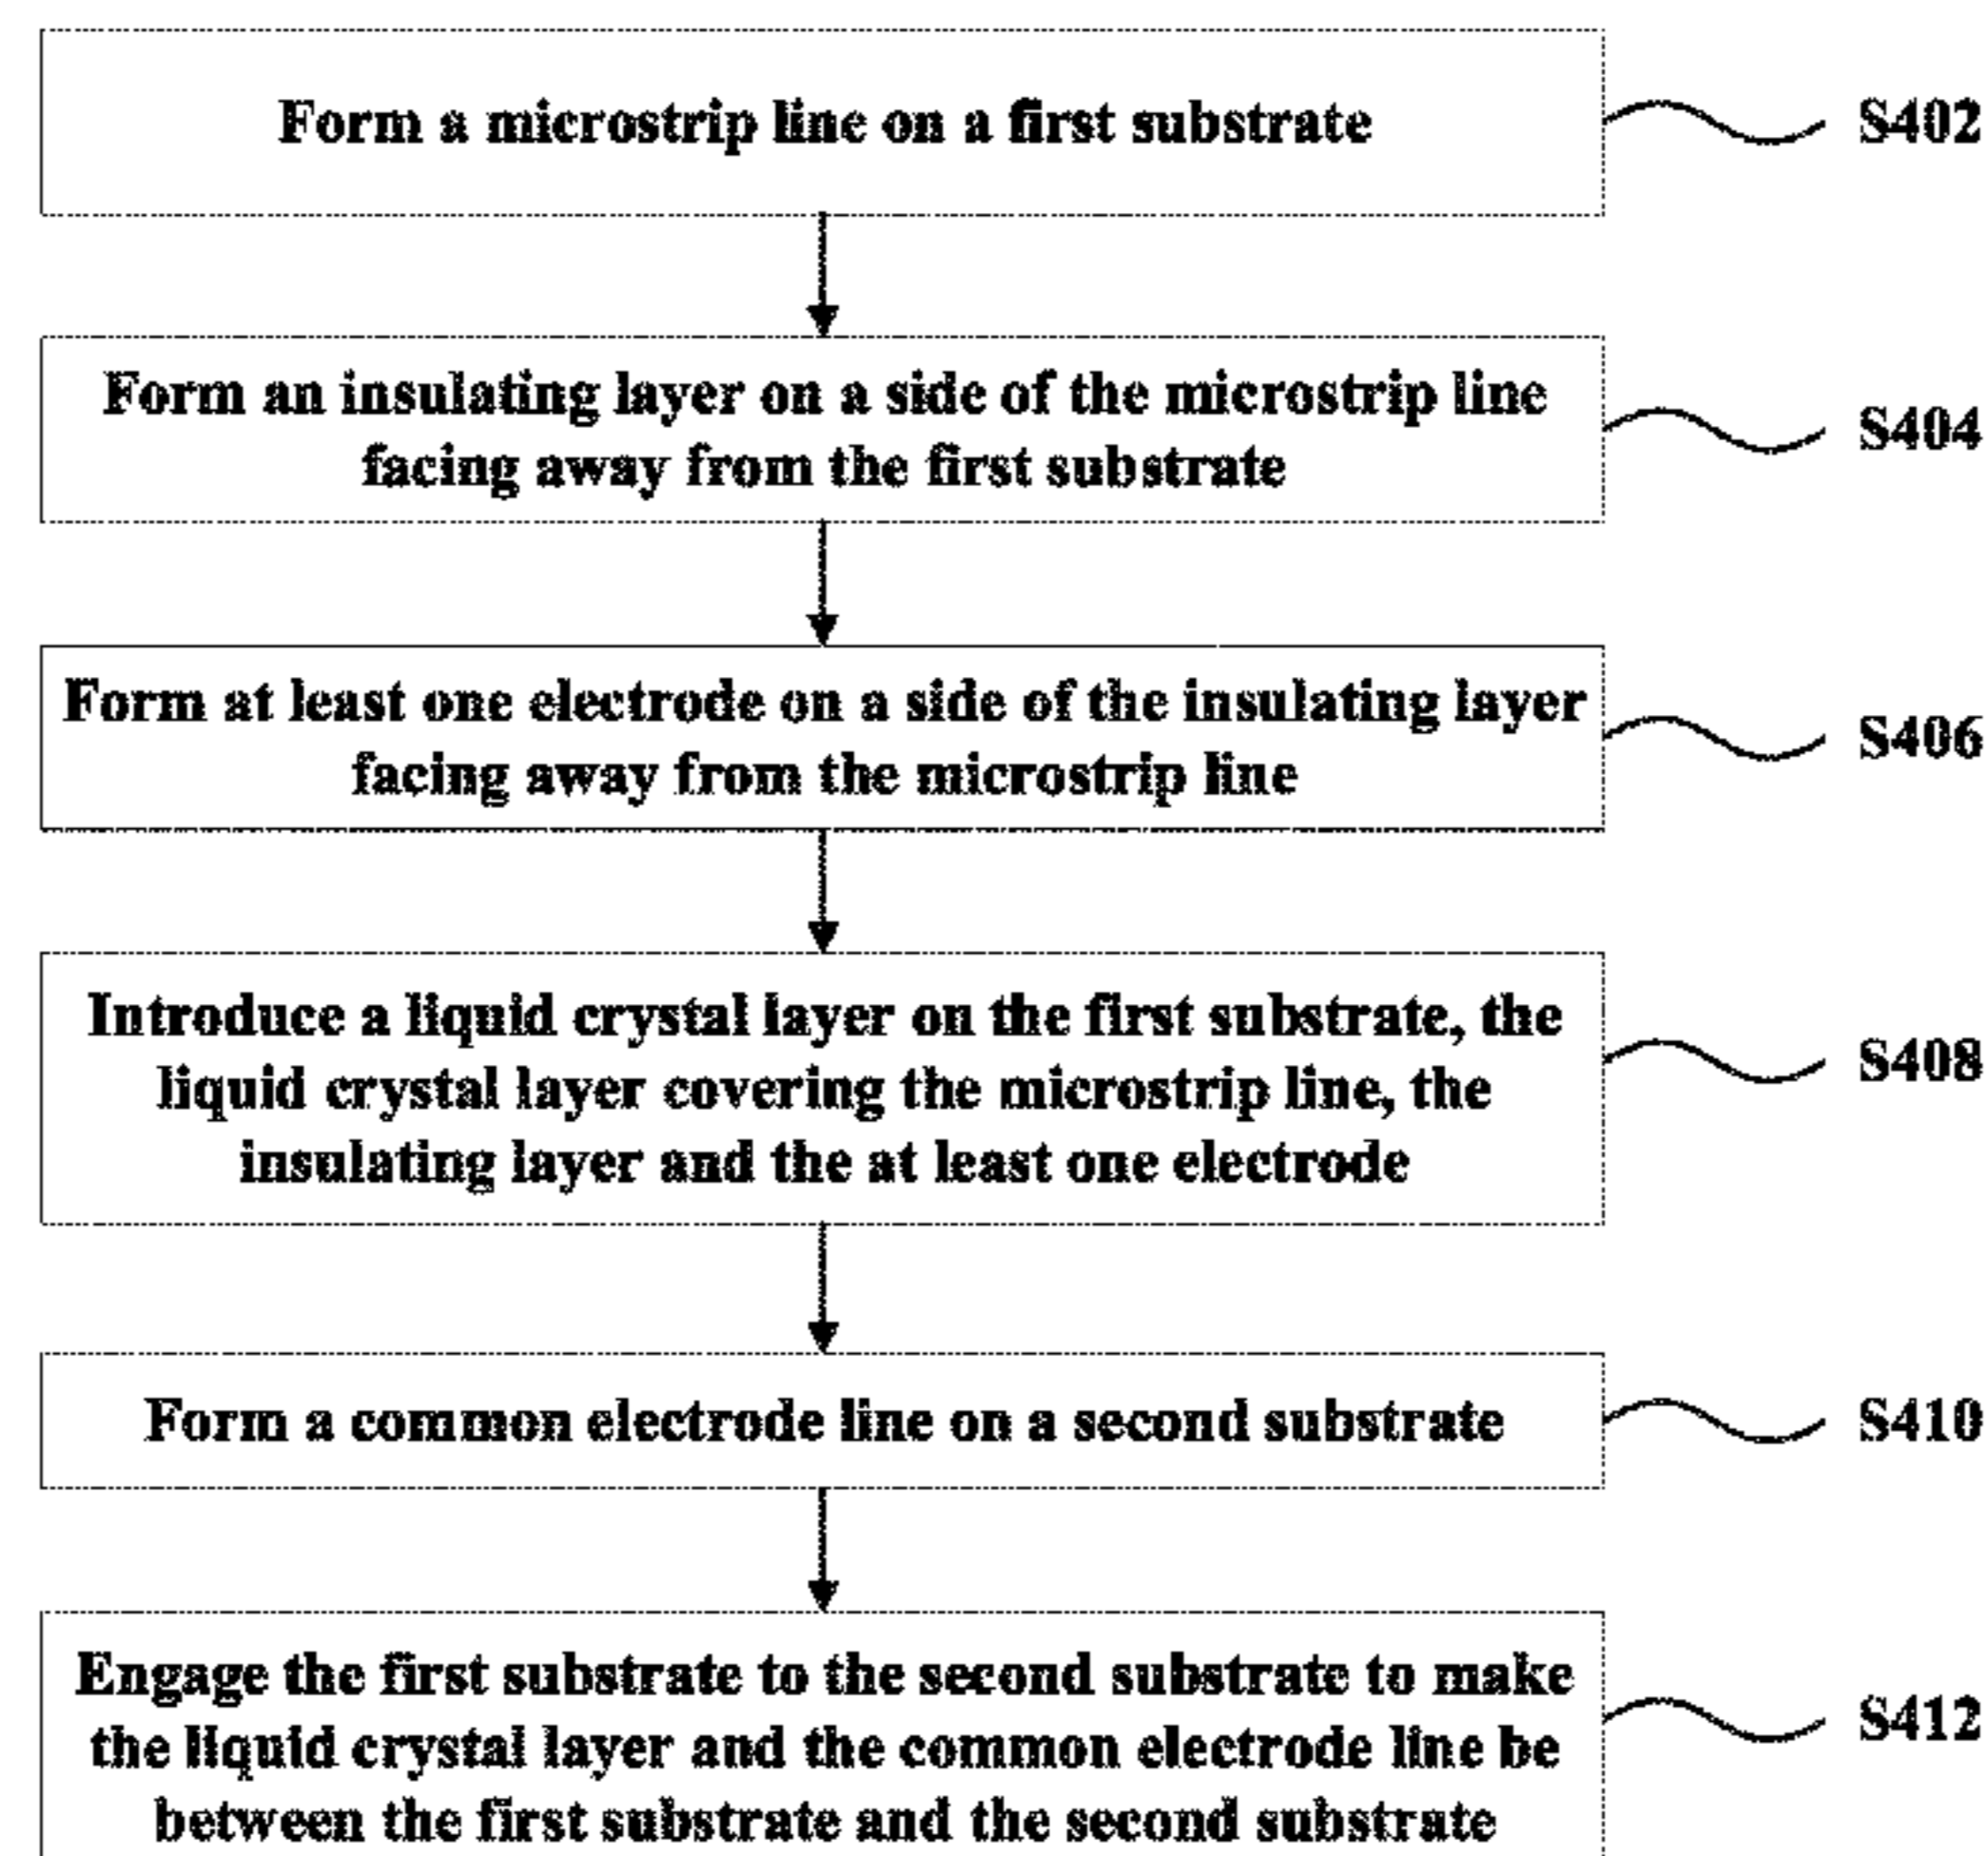 Form a microstrip line on a first substrate
S402
Form an insulating layer on a side of the microstrip line
facing away from the first substrate
S404
Form at least one electrode on a side of the insulating layer
facing away from the microstrip line
S406
Introduce a liquid crystal layer on the first substrate, the
liquid crystal layer covering the microstrip line, the
insulating layer and the at least one electrode
S408
Form a common electrode line on a second substrate
S410
Engage the first substrate to the second substrate to make
the liquid crystal layer and the common electrode line be
between the first substrate and the second substrate
S412